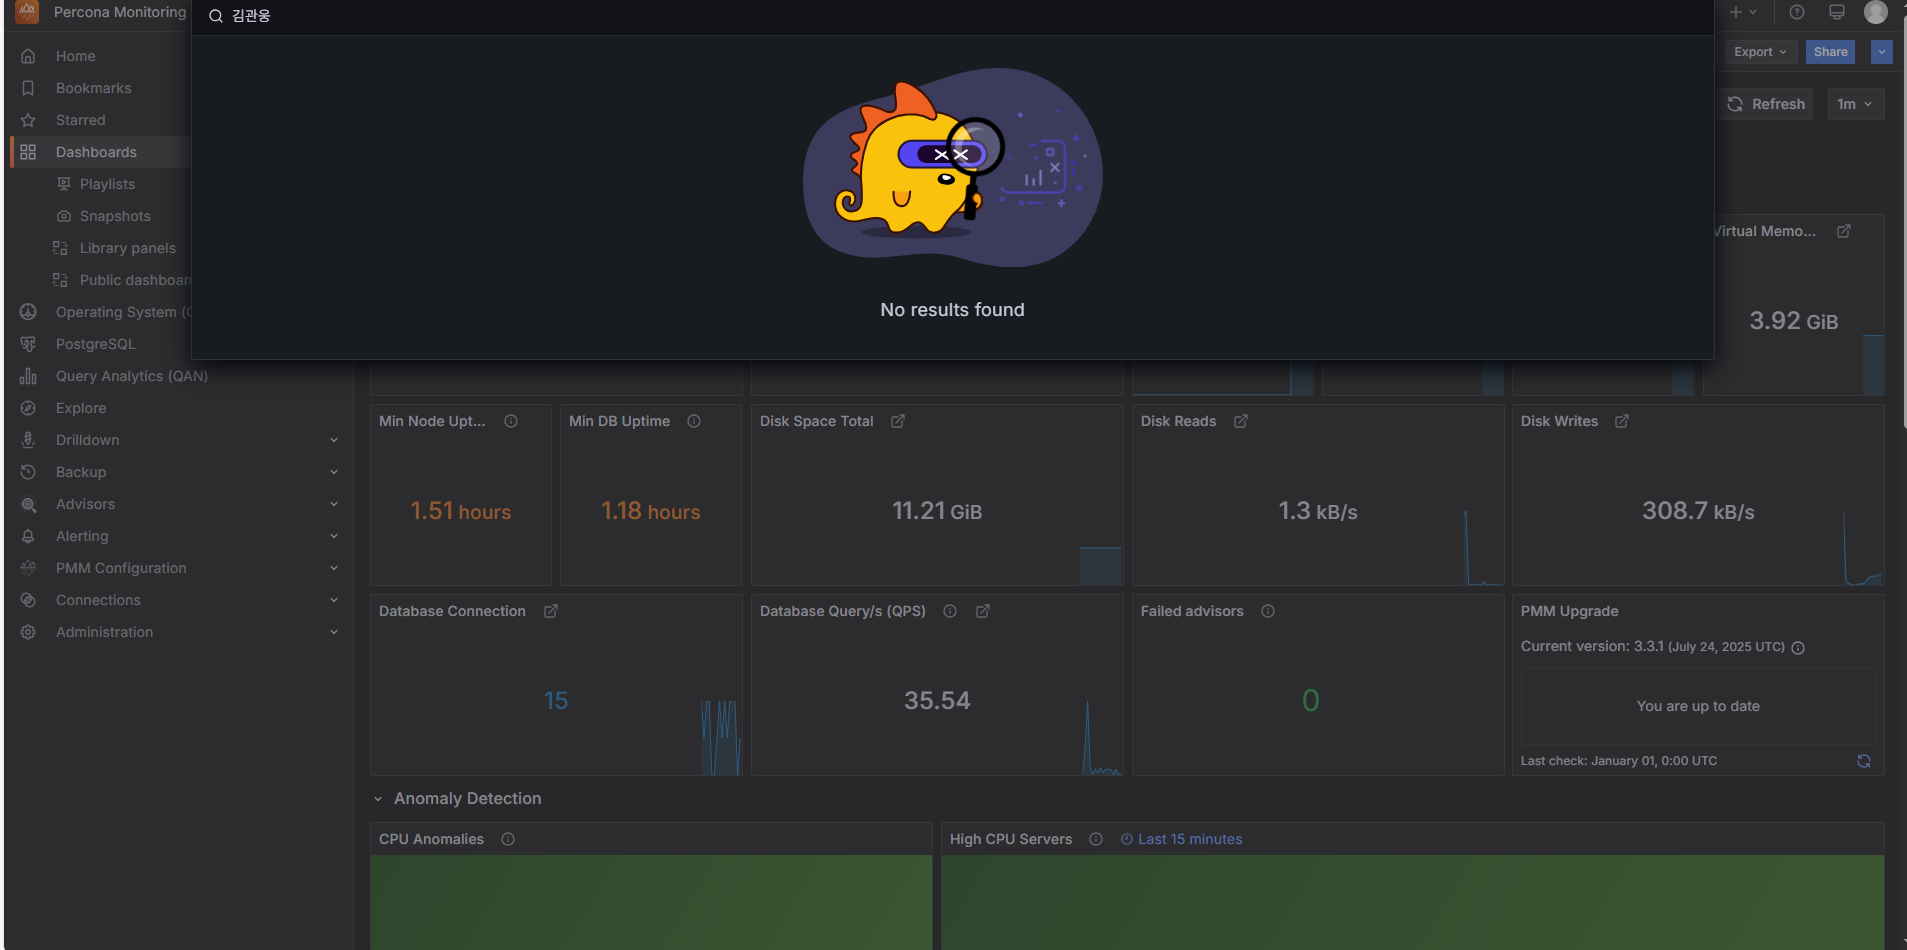 Percona Monitoring
김관웅
Home
Bookmarks
Starred
Dashboards
Playlists
Snapshots
Library panels
Public dashboar
Operating System (
PostgreSQL
Query Analytics (QAN)
Explore
Drilldown
Backup
Advisors
Alerting
PMM Configuration
Connections
Administration
No results found
Export
Share
Refresh
1m
Virtual Memo...
3.92 GiB
Min Node Upt...
1.51 hours
Min DB Uptime
1.18 hours
Disk Space Total
11.21 GiB
Disk Reads
1.3 kB/s
Disk Writes
308.7 kB/s
Database Connection
15
Database Query/s (QPS)
35.54
Failed advisors
0
PMM Upgrade
Current version: 3.3.1 (July 24, 2025 UTC)
You are up to date
Last check: January 01, 0:00 UTC
Anomaly Detection
CPU Anomalies
High CPU Servers
Last 15 minutes